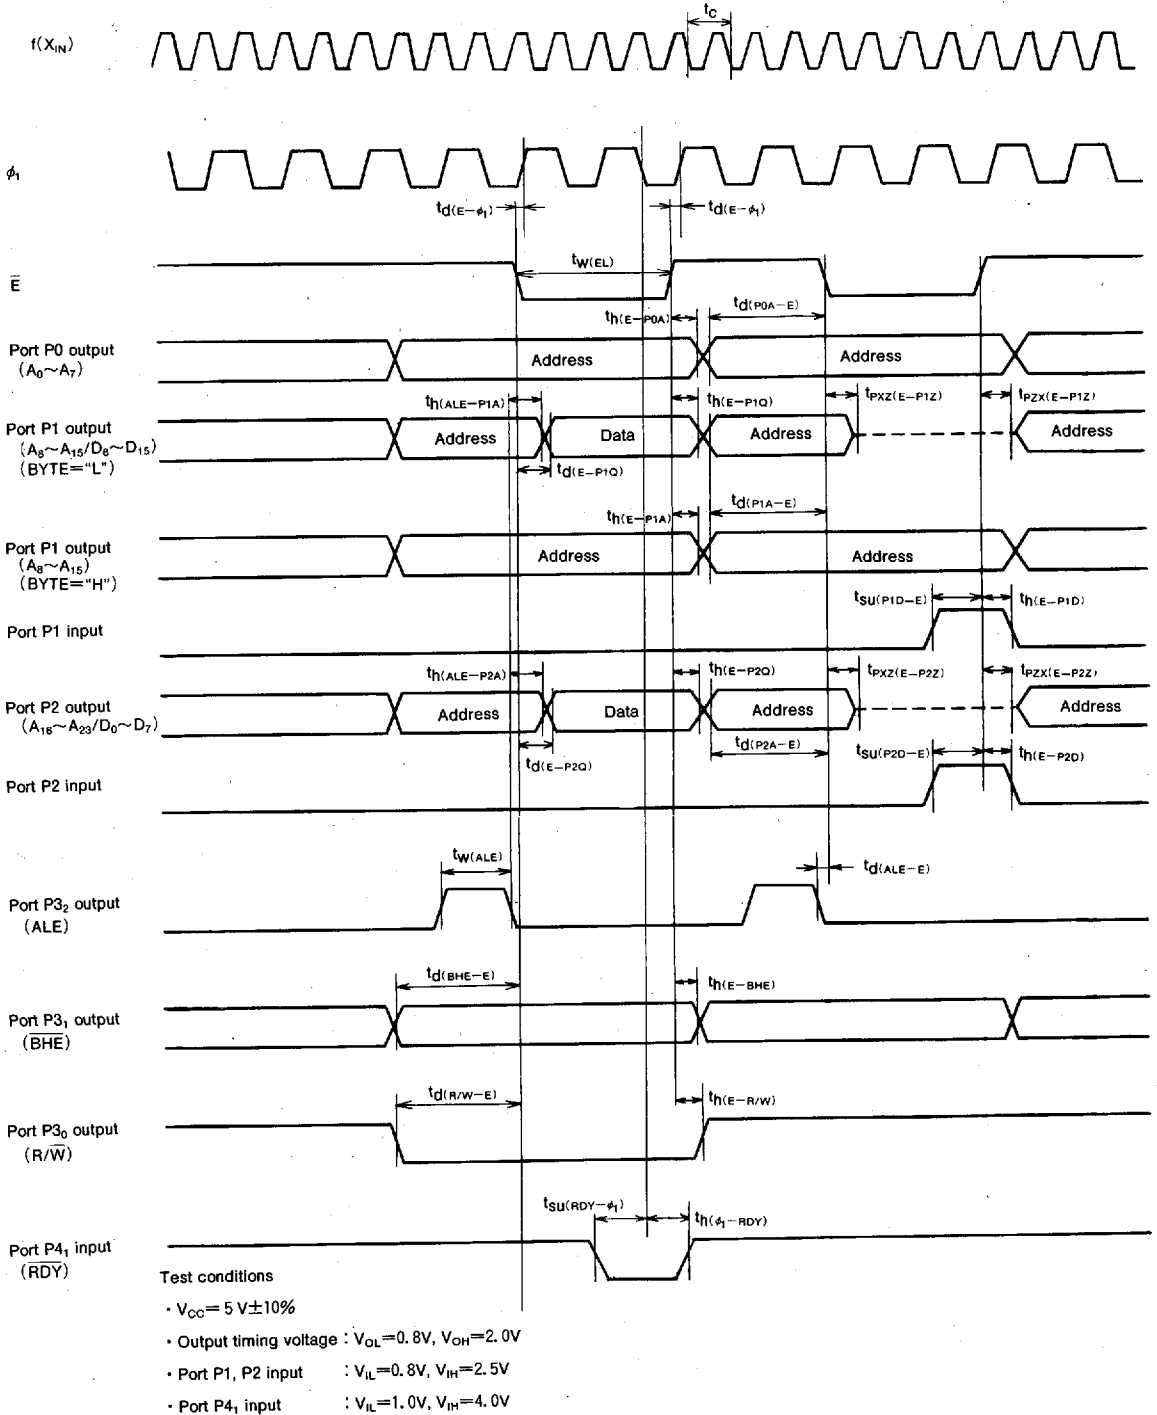 tC
f(XIN)
φ1
td(E−φ1) td(E−φ1)
E̅
tW(EL)
td(P0A−E)
th(E−P0A)
Port P0 output
(A0~A7)
Address Address
th(ALE−P1A) th(E−P1Q) tPXZ(E−P1Z) tPZX(E−P1Z)
Port P1 output
(A8~A15/D8~D15)
(BYTE="L")
Address Data Address Address
td(E−P1Q)
td(P1A−E)
th(E−P1A)
Port P1 output
(A8~A15)
(BYTE="H")
Address Address
tsu(P1D−E) th(E−P1D)
Port P1 input
th(ALE−P2A) th(E−P2Q) tPXZ(E−P2Z) tPZX(E−P2Z)
Port P2 output
(A16~A23/D0~D7)
Address Data Address Address
td(E−P2Q) td(P2A−E) tsu(P2D−E) th(E−P2D)
Port P2 input
tW(ALE) td(ALE−E)
Port P32 output
(ALE)
td(BHE−E) th(E−BHE)
Port P31 output
(B̅H̅E̅)
td(R/W−E) th(E−R/W)
Port P30 output
(R/W̅)
tsu(RDY−φ1) th(φ1−RDY)
Port P41 input
(R̅D̅Y̅)
Test conditions
・VCC=5 V±10%
・Output timing voltage : VOL=0.8V, VOH=2.0V
・Port P1, P2 input : VIL=0.8V, VIH=2.5V
・Port P41 input : VIL=1.0V, VIH=4.0V